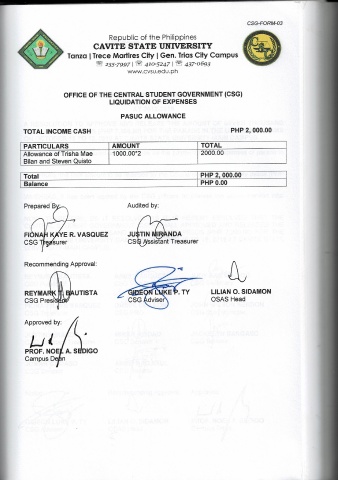 CSG-FORM-03
Republic of the Philippines
CAVITE STATE UNIVERSITY
Tanza | Trece Martires City | Gen. Trias City Campus
☏ 235-7997 | ☏ 410-5247 | ☏ 437-0693
www.cvsu.edu.ph
OFFICE OF THE CENTRAL STUDENT GOVERNMENT (CSG)
LIQUIDATION OF EXPENSES
PASUC ALLOWANCE
TOTAL INCOME CASH PHP 2, 000.00
PARTICULARS AMOUNT TOTAL
Allowance of Trisha Mae 1000.00*2 2000.00
Bilan and Steven Quisto
Total PHP 2, 000.00
Balance PHP 0.00
Prepared By: Audited by:
FIONAH KAYE R. VASQUEZ JUSTIN MIRANDA
CSG Treasurer CSG Assistant Treasurer
Recommending Approval:
REYMARK T. BAUTISTA GIDEON LUKE P. TY LILIAN O. SIDAMON
CSG President CSG Adviser OSAS Head
Approved by:
PROF. NOEL A. SEDIGO
Campus Dean